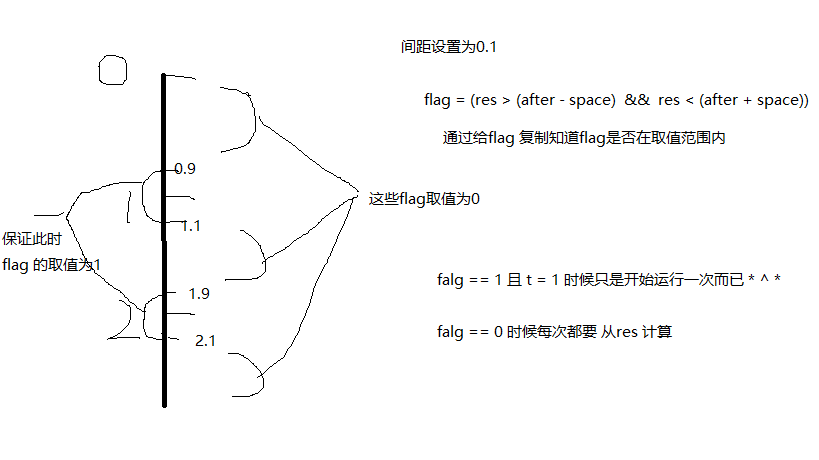 间距设置为0.1
flag = (res > (after - space) && res < (after + space))
通过给flag 复制知道flag是否在取值范围内
0
0.9
1
1.1
这些flag取值为0
保证此时
flag 的取值为1
falg == 1 且 t = 1 时候只是开始运行一次而已 * ^ *
1.9
2
2.1
falg == 0 时候每次都要 从res 计算